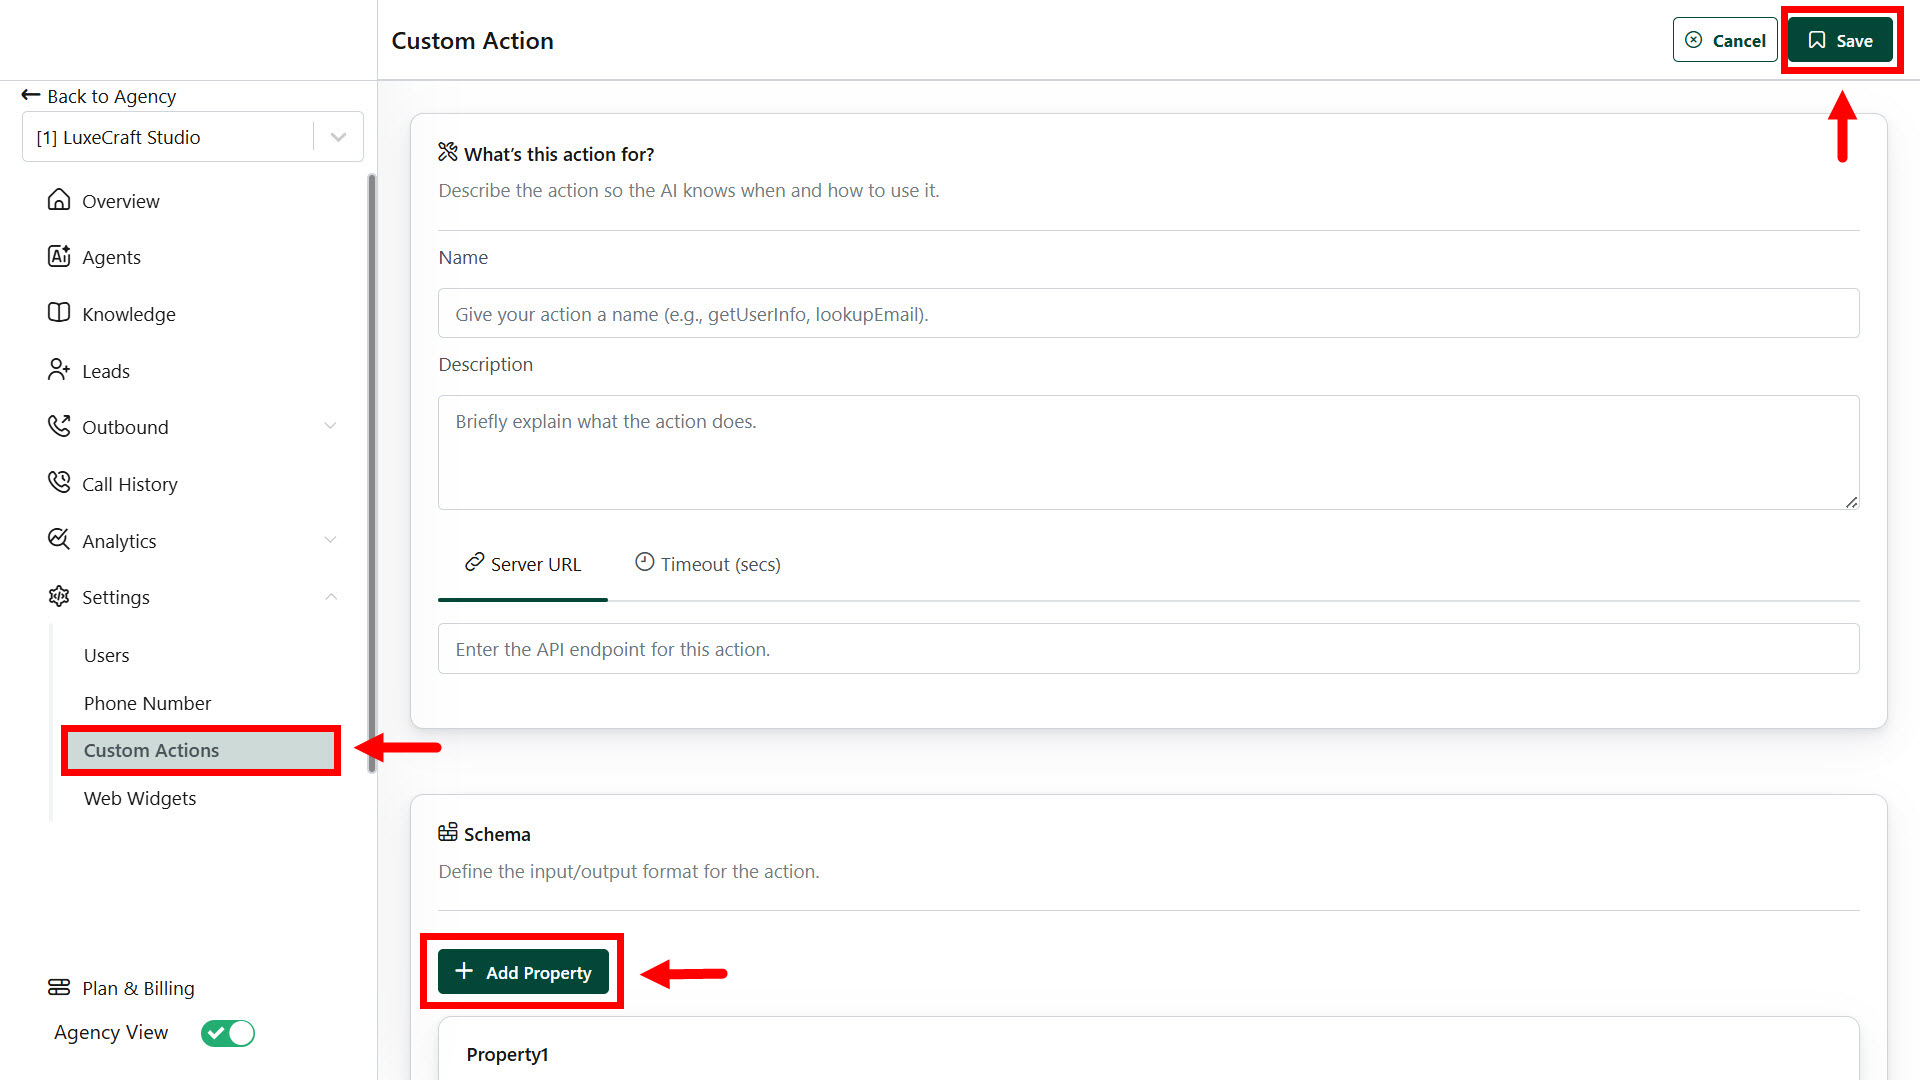 Custom Action
Cancel
Save
Back to Agency
[1] LuxeCraft Studio
Overview
Agents
Knowledge
Leads
Outbound
Call History
Analytics
Settings
Users
Phone Number
Custom Actions
Web Widgets
Plan & Billing
Agency View
What's this action for?
Describe the action so the AI knows when and how to use it.
Name
Give your action a name (e.g., getUserInfo, lookupEmail).
Description
Briefly explain what the action does.
Server URL
Timeout (secs)
Enter the API endpoint for this action.
Schema
Define the input/output format for the action.
Add Property
Property1